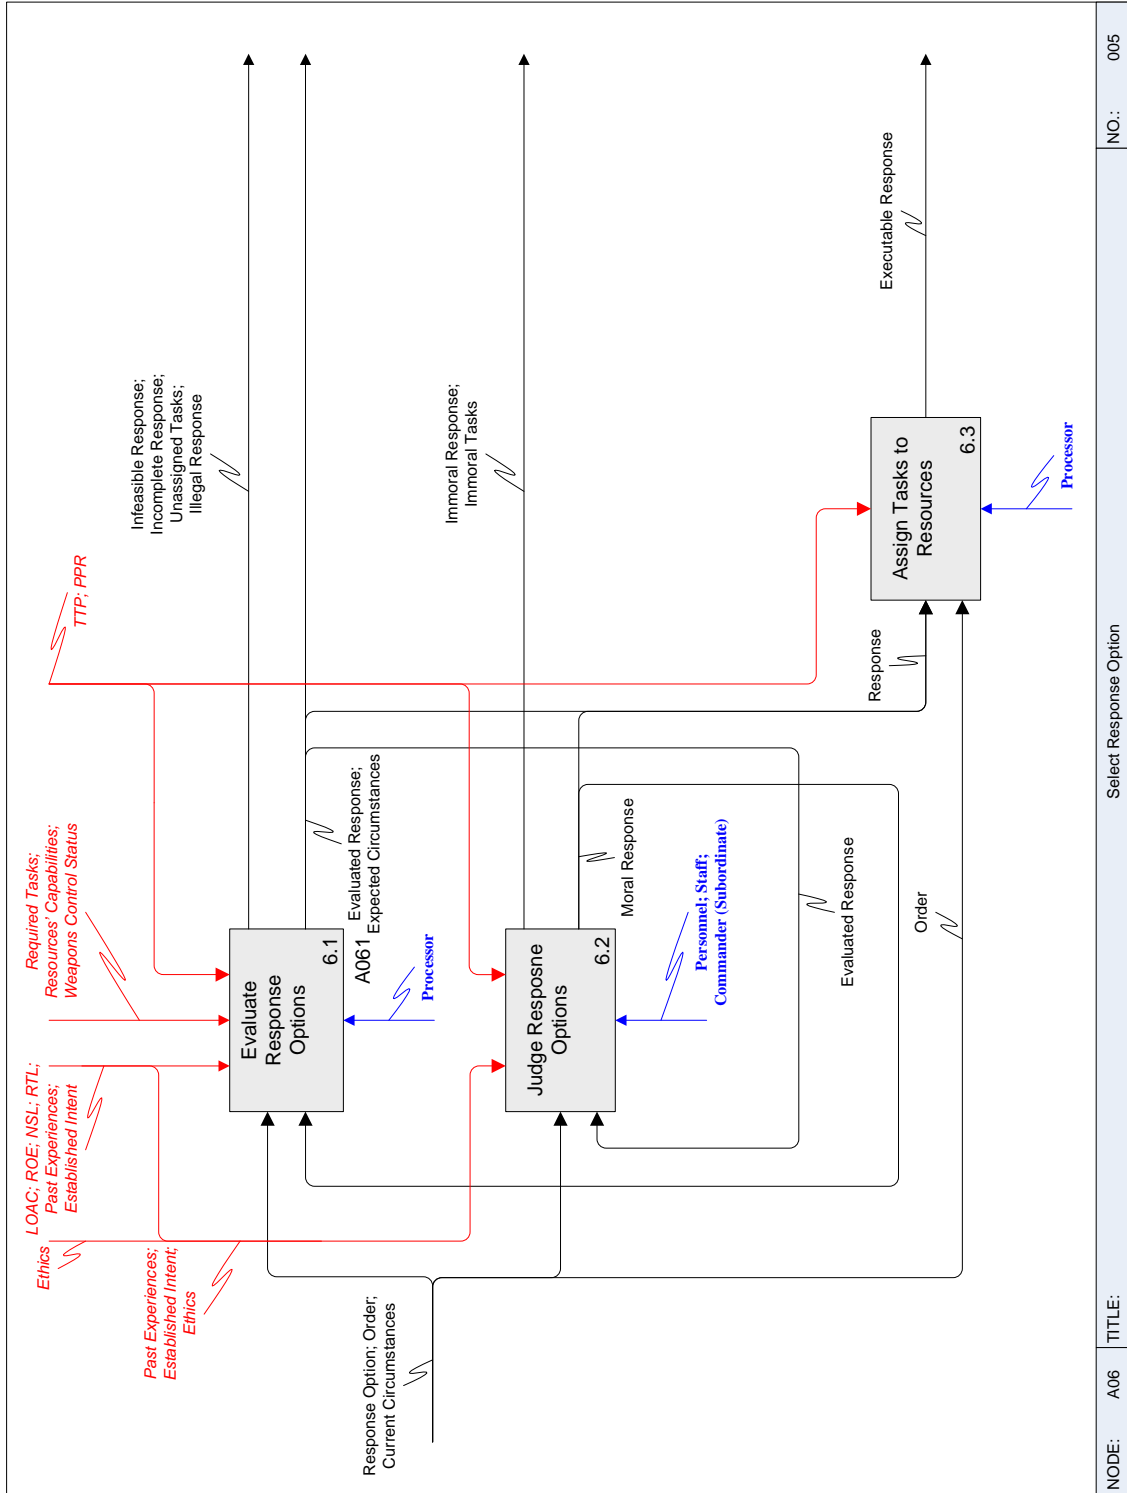 TTP; PPR
Required Tasks;
Resources' Capabilities;
Weapons Control Status
LOAC; ROE; NSL; RTL;
Past Experiences;
Established Intent
Ethics
Past Experiences;
Established Intent;
Ethics
Response Option; Order;
Current Circumstances
Evaluate
Response
Options
6.1
A061
Processor
Infeasible Response;
Incomplete Response;
Unassigned Tasks;
Illegal Response
Evaluated Response;
Expected Circumstances
Judge Resposne
Options
6.2
Personnel; Staff;
Commander (Subordinate)
Immoral Response;
Immoral Tasks
Moral Response
Evaluated Response
Order
Response
Assign Tasks to
Resources
6.3
Processor
Executable Response
NODE: A06 TITLE: Select Response Option NO.: 005